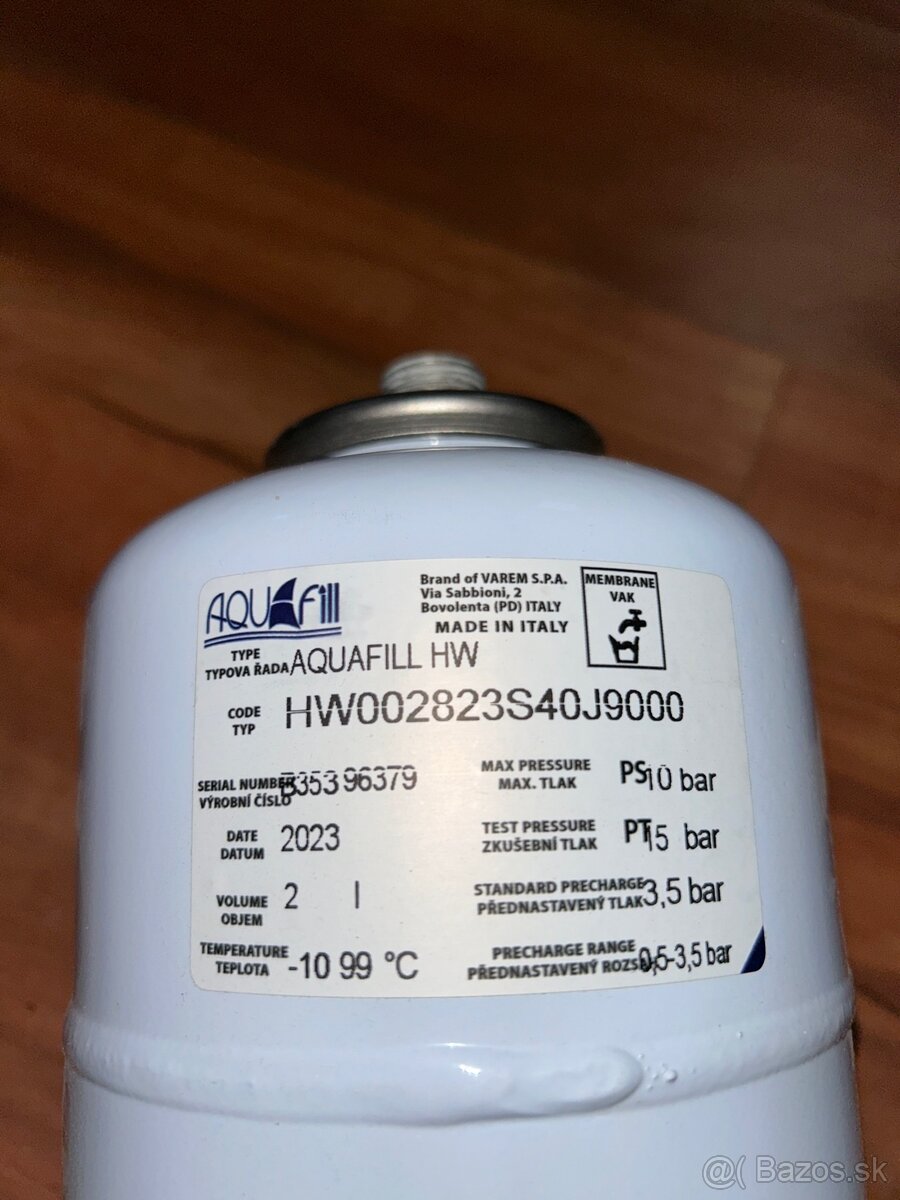 AQUAFill
Brand of VAREM S.P.A.
Via Sabbioni, 2
Bovolenta (PD) ITALY
MADE IN ITALY
MEMBRANE
VAK
TYPE
TYPOVA ŘADA AQUAFILL HW
CODE
TYP
HW002823S40J9000
SERIAL NUMBER
VÝROBNÍ ČÍSLO
B353 96379
MAX PRESSURE
MAX. TLAK
PS 10 bar
DATE
DATUM
2023
TEST PRESSURE
ZKUŠEBNÍ TLAK
PT 15 bar
VOLUME
OBJEM
2 l
STANDARD PRECHARGE
PŘEDNASTAVENÝ TLAK
3,5 bar
TEMPERATURE
TEPLOTA
-10 99 °C
PRECHARGE RANGE
PŘEDNASTAVENÝ ROZSAH
0,5-3,5 bar
@( Bazos.sk